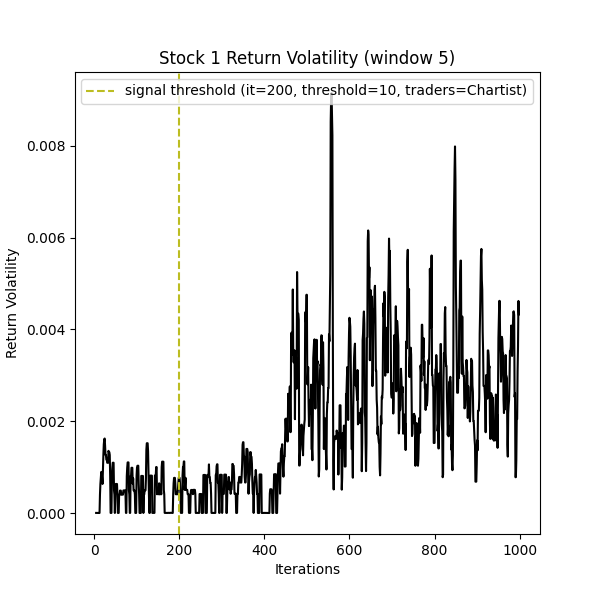 Stock 1 Return Volatility (window 5)
signal threshold (it=200, threshold=10, traders=Chartist)
0.008
0.006
0.004
0.002
0.000
Return Volatility
0 200 400 600 800 1000
Iterations